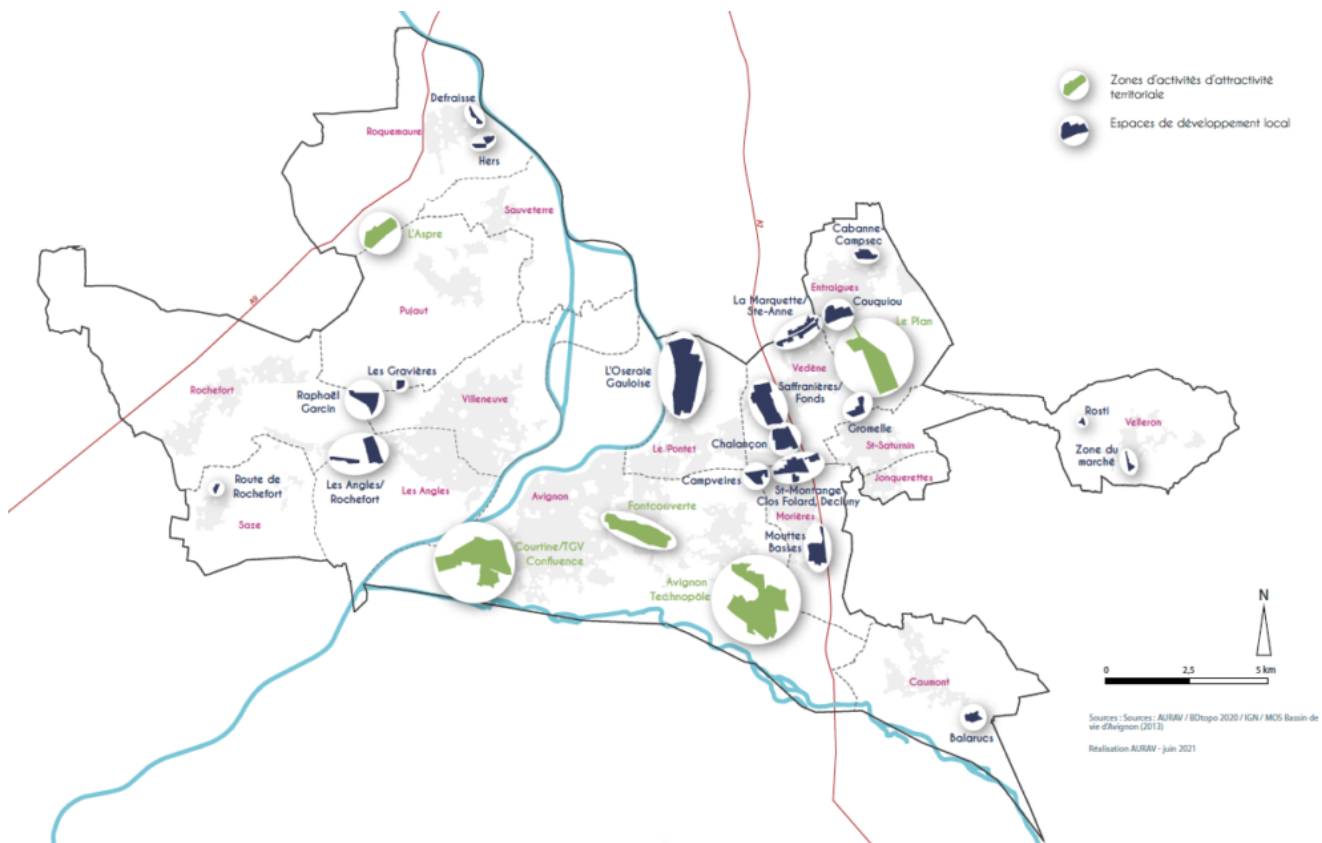 Zones d'activités d'attractivité
territoriale
Espaces de développement local
Defraisse
Roquemaure
Hers
Sauveterre
L'Aspre
A9
Pujaut
A7
Cabanne-
Campsec
Entraigues
La Marquette/
Ste-Anne
Couquiou
Le Plan
Vedène
Les Gravières
Rochefort
Raphaël
Garcin
Villeneuve
L'Oseraie
Gauloise
Saffranières/
Fonds
Rosti
Velleron
Gromelle
Chalançon
Le Pontet
St-Saturnin
Zone du
marché
Route de
Rochefort
Les Angles/
Rochefort
Les Angles
Campveires
Jonquerettes
St-Montange,
Clos Folard, Decluny
Avignon
Saze
Fontcouverte
Morières
Mouttes
Basses
Courtine/TGV
Confluence
Avignon
Technopôle
N
Caumont
0 2,5 5 km
Balarucs
Sources : Sources : AURAV / BDtopo 2020 / IGN / MOS Bassin de
vie d'Avignon (2013)
Réalisation AURAV - juin 2021